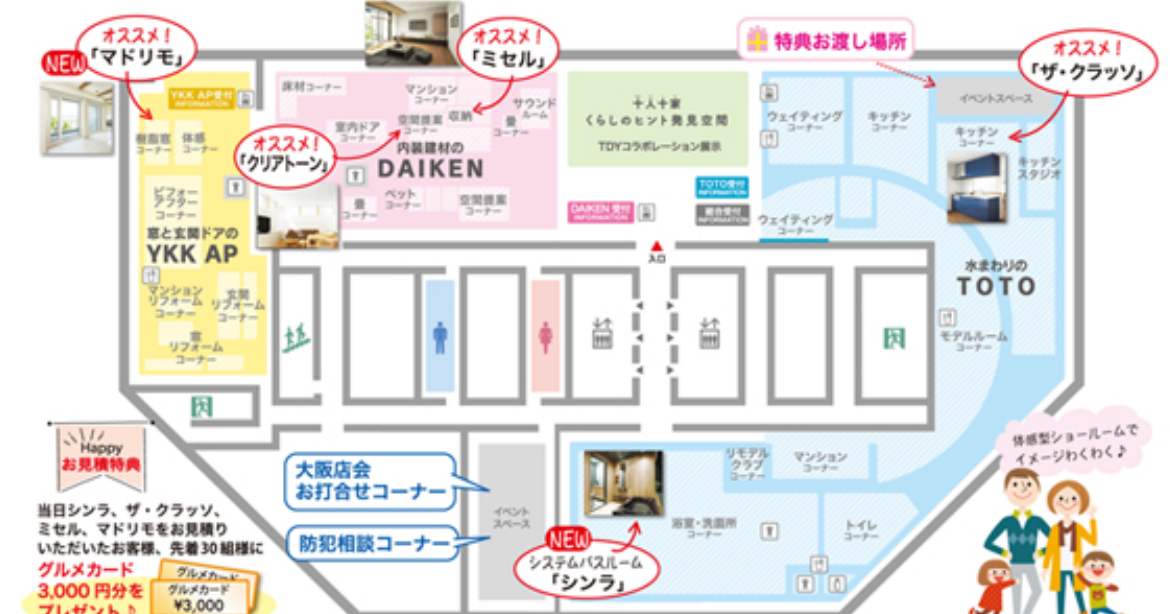 オススメ!
「マドリモ」
NEW
オススメ!
「ミセル」
特典お渡し場所
オススメ!
「ザ・クラッソ」
YKK AP受付
INFORMATION
樹脂窓
コーナー
体感
コーナー
ビフォー
アフター
コーナー
窓と玄関ドアの
YKK AP
マンション
リフォーム
コーナー
玄関
リフォーム
コーナー
窓
リフォーム
コーナー
床材コーナー
マンション
コーナー
収納
サウンド
ルーム
畳
コーナー
空間提案
コーナー
室内ドア
コーナー
オススメ!
「クリアトーン」
内装建材の
DAIKEN
畳
コーナー
ペット
コーナー
空間提案
コーナー
十人十家
くらしのヒント発見空間
TDYコラボレーション展示
DAIKEN 受付
INFORMATION
TOTO受付
INFORMATION
総合受付
INFORMATION
入口
ウェイティング
コーナー
キッチン
コーナー
イベントスペース
キッチン
コーナー
キッチン
スタジオ
ウェイティング
コーナー
水まわりの
TOTO
モデルルーム
コーナー
リモデル
クラブ
コーナー
マンション
コーナー
浴室・洗面所
トイレ
コーナー
イベント
スペース
大阪店会
お打合せコーナー
防犯相談コーナー
NEW
システムバスルーム
「シンラ」
Happy
お見積特典
当日シンラ、ザ・クラッソ、
ミセル、マドリモをお見積り
いただいたお客様、先着30組様に
グルメカード
3,000円分を
プレゼント♪
グルメカード
グルメカード
¥3,000
体感型ショールームで
イメージわくわく♪